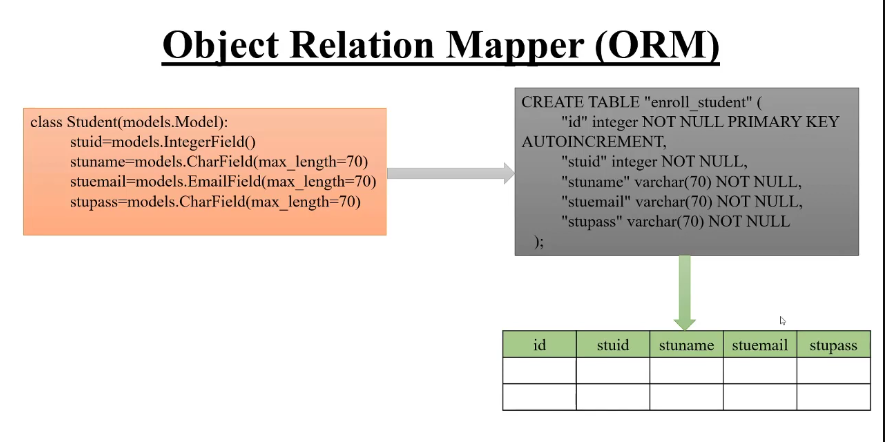 Object Relation Mapper (ORM)
class Student(models.Model):
stuid=models.IntegerField()
stuname=models.CharField(max_length=70)
stuemail=models.EmailField(max_length=70)
stupass=models.CharField(max_length=70)
CREATE TABLE "enroll_student" (
"id" integer NOT NULL PRIMARY KEY
AUTOINCREMENT,
"stuid" integer NOT NULL,
"stuname" varchar(70) NOT NULL,
"stuemail" varchar(70) NOT NULL,
"stupass" varchar(70) NOT NULL
);
id stuid stuname stuemail stupass